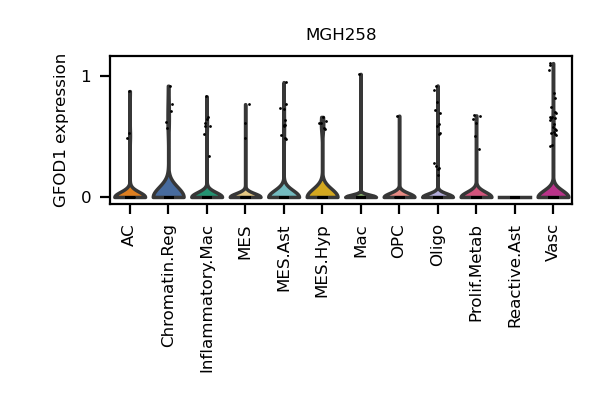 MGH258
GFOD1 expression
1
0
AC
Chromatin.Reg
Inflammatory.Mac
MES
MES.Ast
MES.Hyp
Mac
OPC
Oligo
Prolif.Metab
Reactive.Ast
Vasc